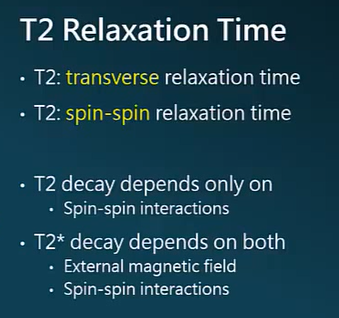 T2 Relaxation Time
• T2: transverse relaxation time
• T2: spin-spin relaxation time
• T2 decay depends only on
• Spin-spin interactions
• T2* decay depends on both
• External magnetic field
• Spin-spin interactions